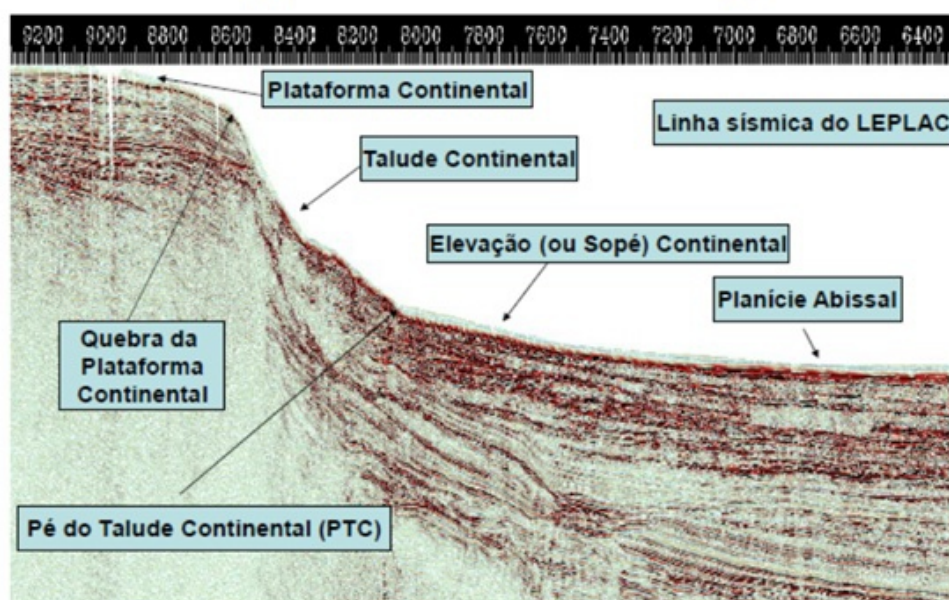 9200 9000 8800 8600 8400 8200 8000 7800 7600 7400 7200 7000 6800 6600 6400
Plataforma Continental
Linha sísmica do LEPLAC
Talude Continental
Elevação (ou Sopé) Continental
Planície Abissal
Quebra da
Plataforma
Continental
Pé do Talude Continental (PTC)